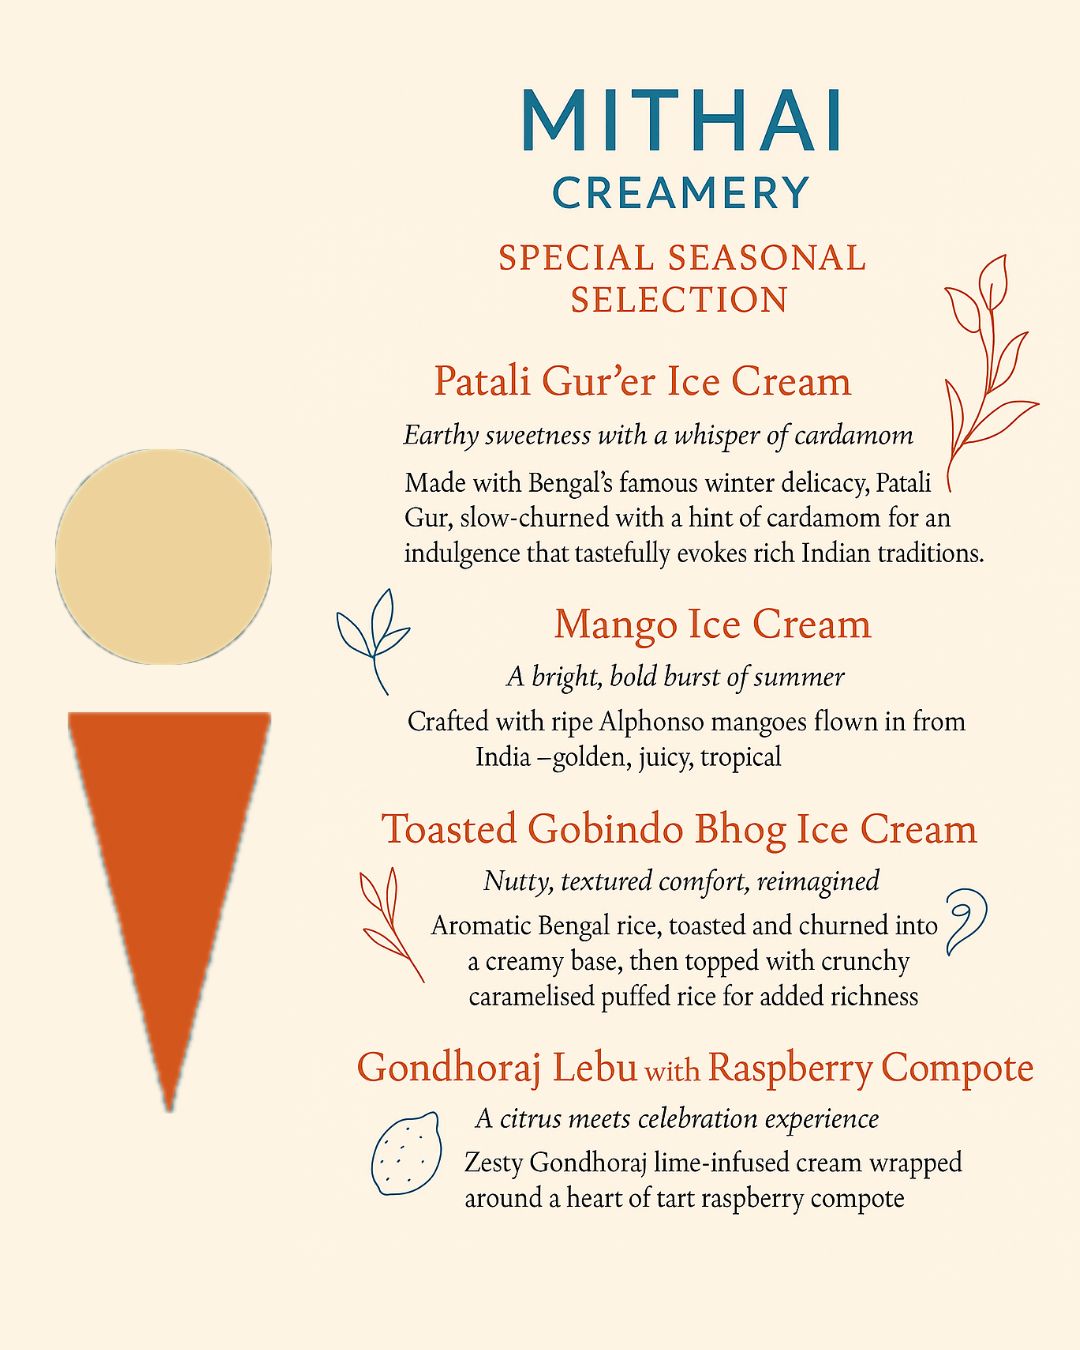 MITHAI
CREAMERY
SPECIAL SEASONAL
SELECTION
Patali Gur’er Ice Cream
Earthy sweetness with a whisper of cardamom
Made with Bengal’s famous winter delicacy, Patali
Gur, slow-churned with a hint of cardamom for an
indulgence that tastefully evokes rich Indian traditions.
Mango Ice Cream
A bright, bold burst of summer
Crafted with ripe Alphonso mangoes flown in from
India –golden, juicy, tropical
Toasted Gobindo Bhog Ice Cream
Nutty, textured comfort, reimagined
Aromatic Bengal rice, toasted and churned into
a creamy base, then topped with crunchy
caramelised puffed rice for added richness
Gondhoraj Lebu with Raspberry Compote
A citrus meets celebration experience
Zesty Gondhoraj lime-infused cream wrapped
around a heart of tart raspberry compote